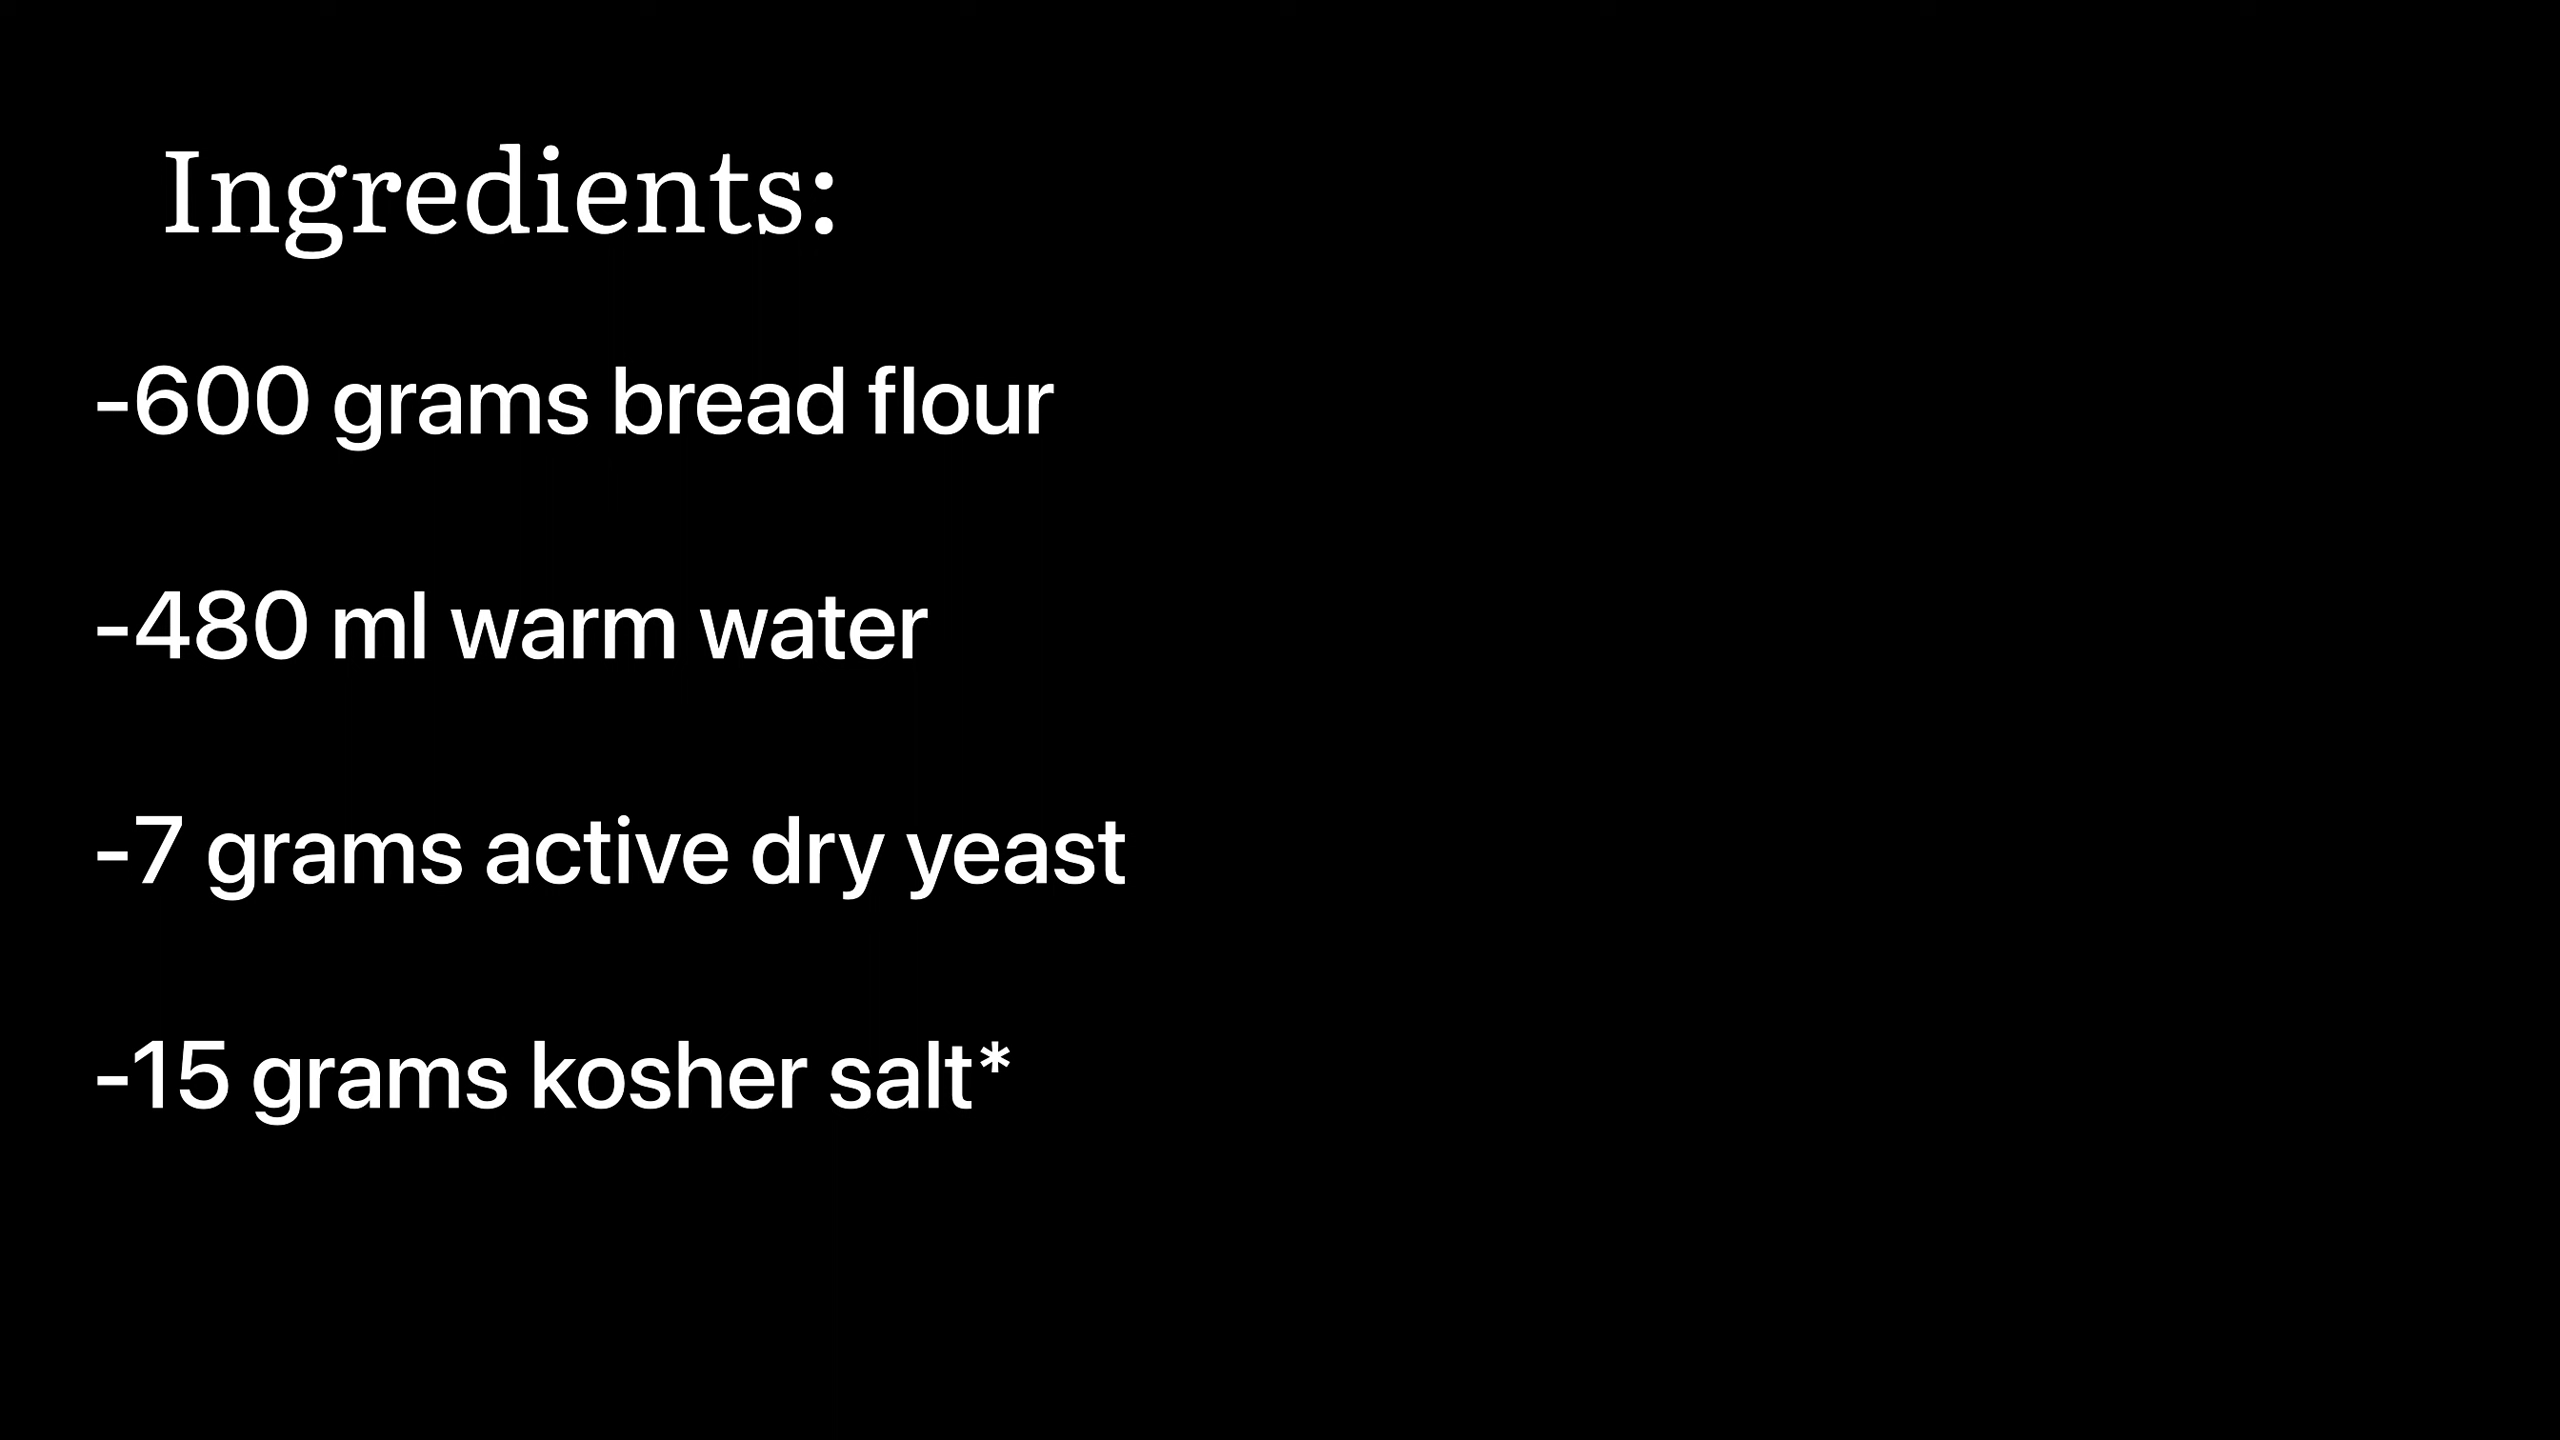 Ingredients:
-600 grams bread flour
-480 ml warm water
-7 grams active dry yeast
-15 grams kosher salt*